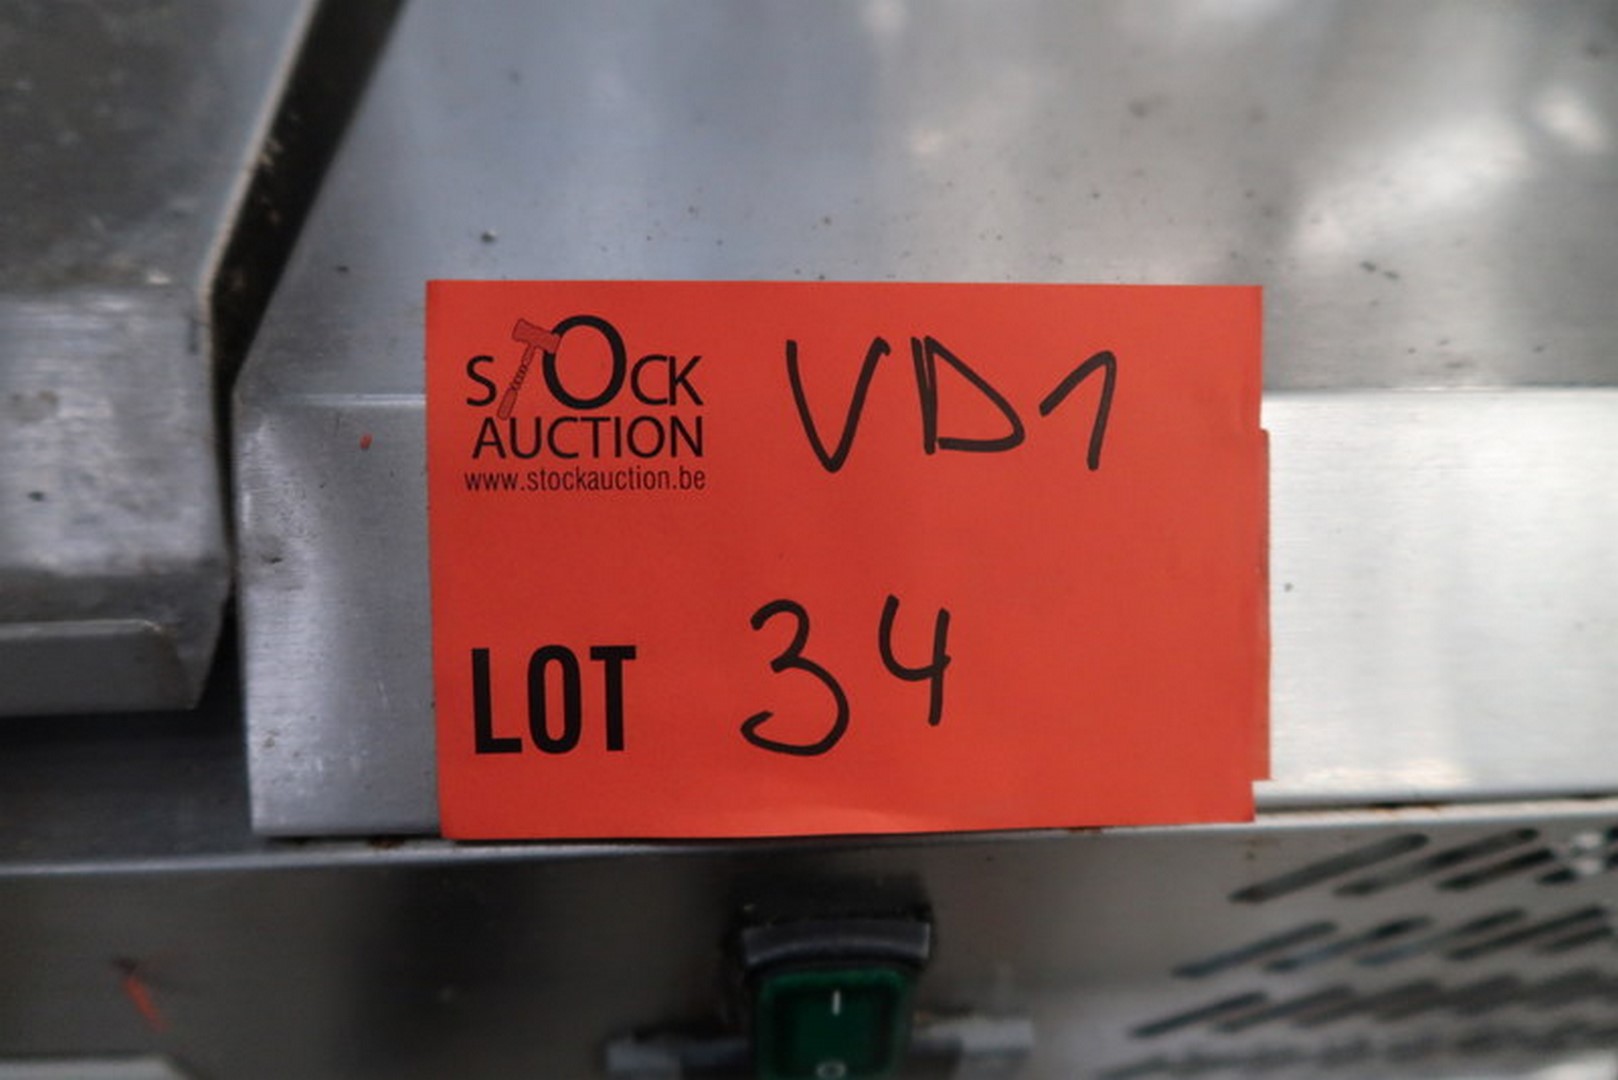 STOCK
AUCTION
www.stockauction.be
VD1
LOT 34
I
O